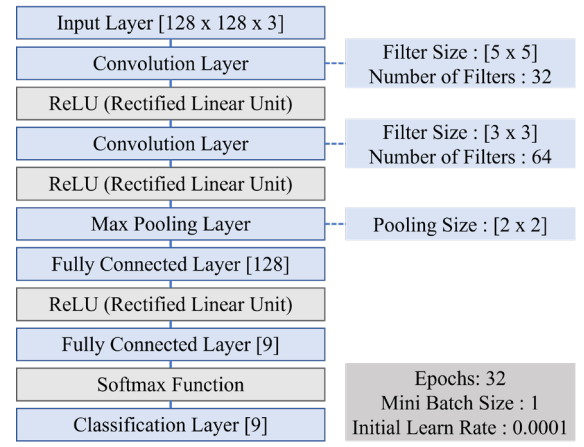 Input Layer [128 x 128 x 3]
Convolution Layer
Filter Size : [5 x 5]
Number of Filters : 32
ReLU (Rectified Linear Unit)
Convolution Layer
Filter Size : [3 x 3]
Number of Filters : 64
ReLU (Rectified Linear Unit)
Max Pooling Layer
Pooling Size : [2 x 2]
Fully Connected Layer [128]
ReLU (Rectified Linear Unit)
Fully Connected Layer [9]
Softmax Function
Classification Layer [9]
Epochs: 32
Mini Batch Size : 1
Initial Learn Rate : 0.0001